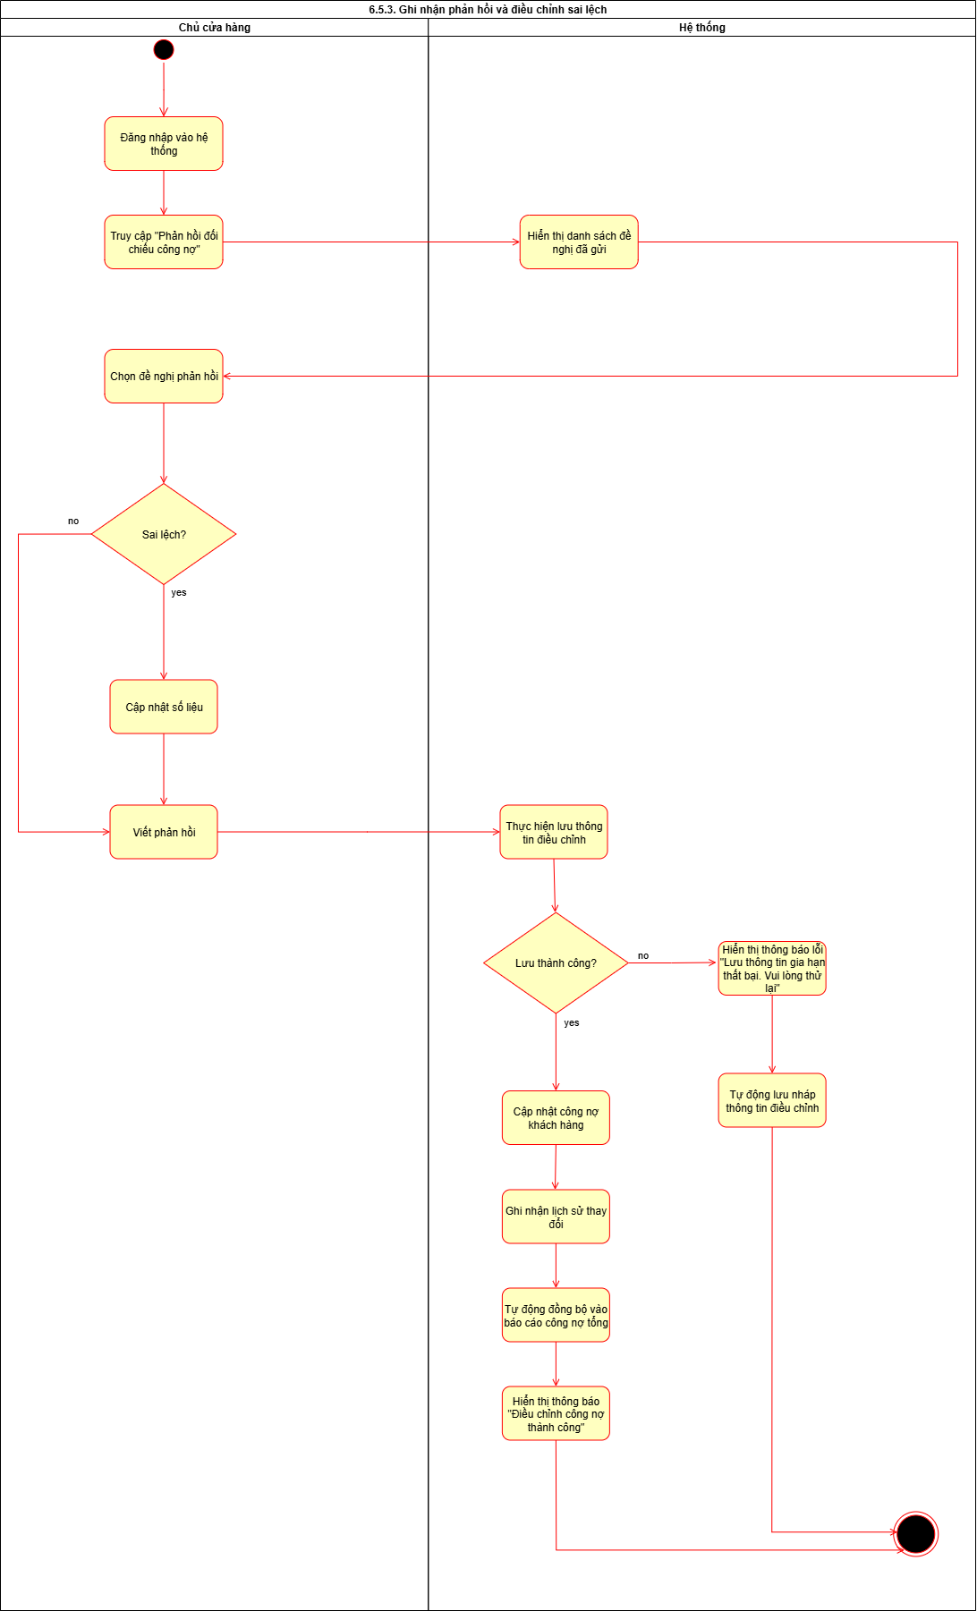 6.5.3. Ghi nhận phản hồi và điều chỉnh sai lệch
Chủ cửa hàng
Hệ thống
Đăng nhập vào hệ
thống
Truy cập "Phản hồi đối
chiếu công nợ"
Hiển thị danh sách đề
nghị đã gửi
Chọn đề nghị phản hồi
Sai lệch?
no
yes
Cập nhật số liệu
Viết phản hồi
Thực hiện lưu thông
tin điều chỉnh
Lưu thành công?
no
Hiển thị thông báo lỗi
"Lưu thông tin gia hạn
thất bại. Vui lòng thử
lại"
yes
Tự động lưu nháp
thông tin điều chỉnh
Cập nhật công nợ
khách hàng
Ghi nhận lịch sử thay
đổi
Tự động đồng bộ vào
báo cáo công nợ tổng
Hiển thị thông báo
"Điều chỉnh công nợ
thành công"